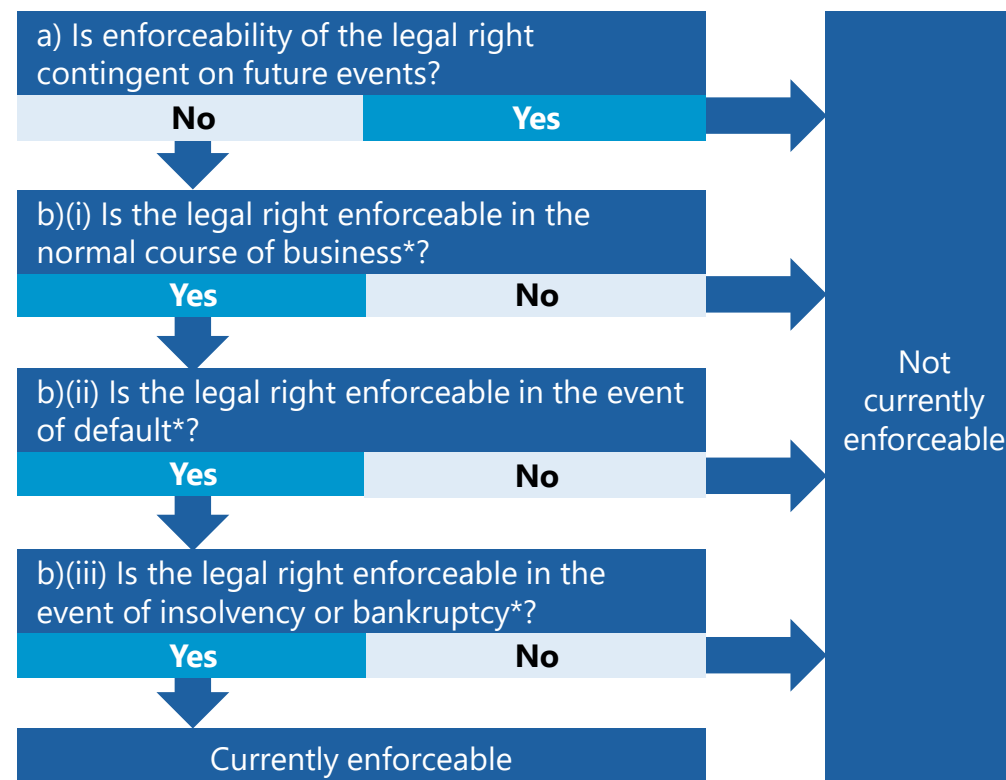 a) Is enforceability of the legal right
contingent on future events?
No
Yes
b)(i) Is the legal right enforceable in the
normal course of business*?
Yes
No
b)(ii) Is the legal right enforceable in the event
of default*?
Yes
No
b)(iii) Is the legal right enforceable in the
event of insolvency or bankruptcy*?
Yes
No
Currently enforceable
Not
currently
enforceable